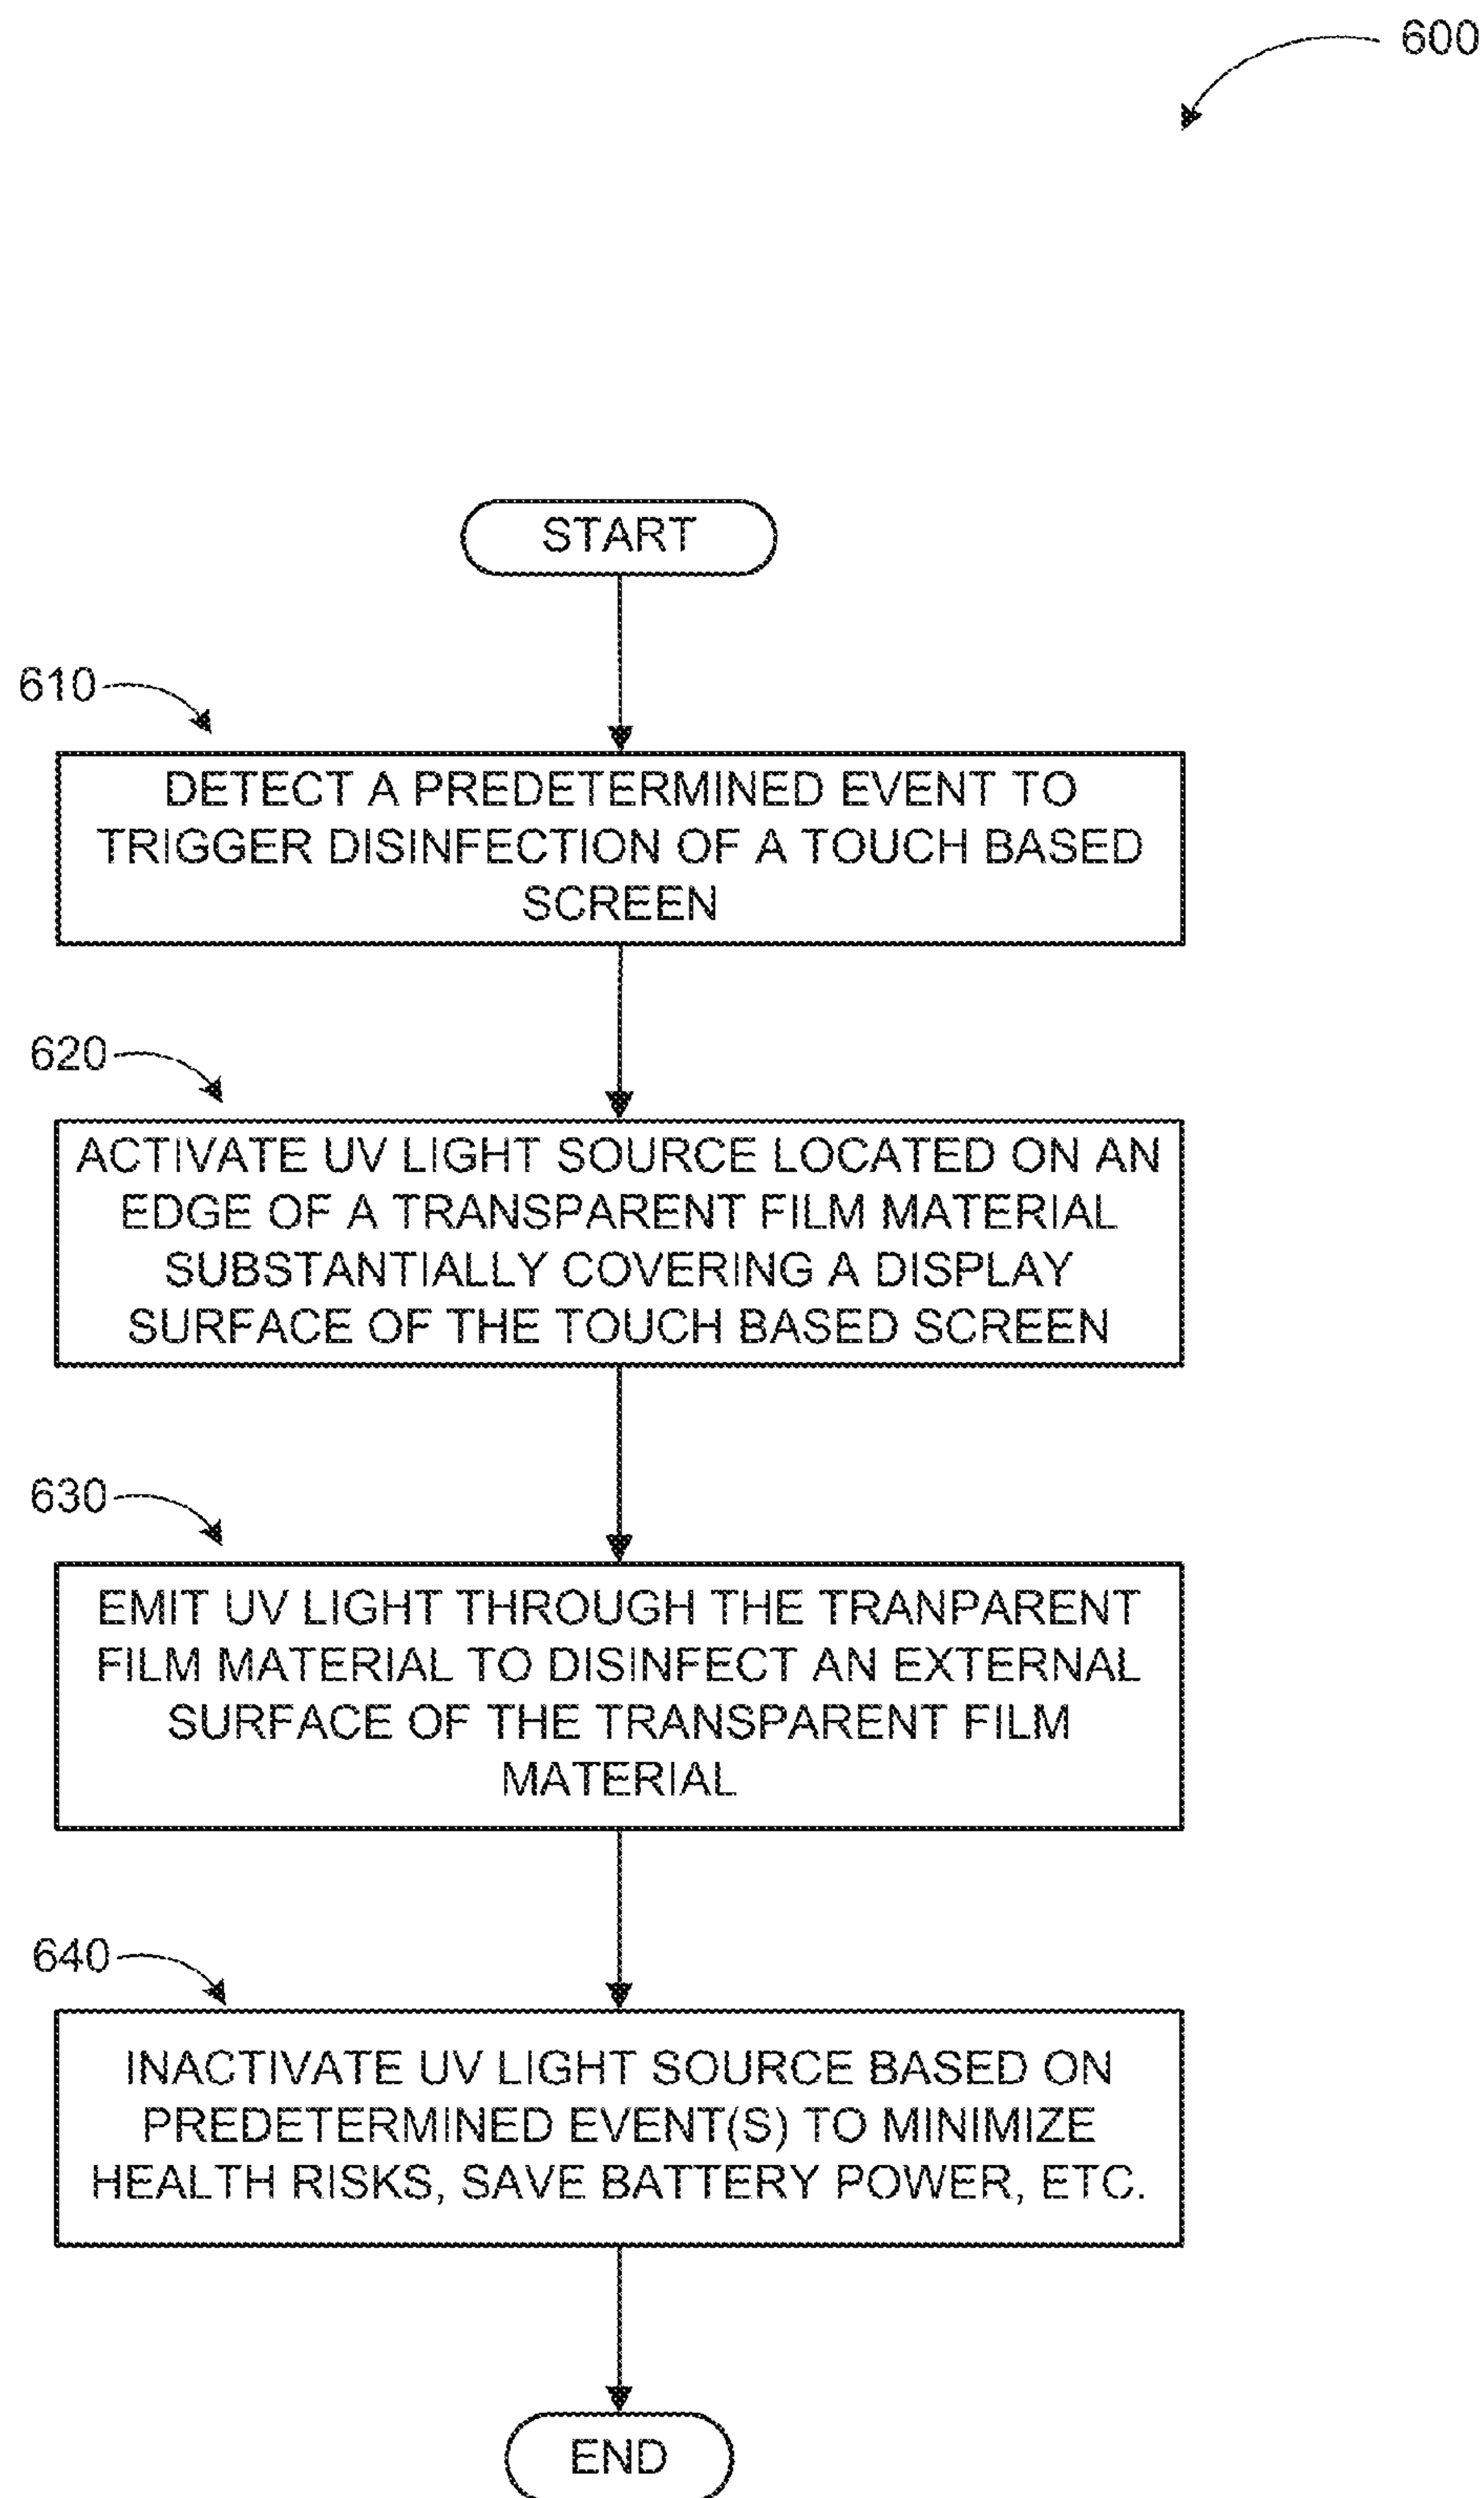 600
START
610
DETECT A PREDETERMINED EVENT TO
TRIGGER DISINFECTION OF A TOUCH BASED
SCREEN
620
ACTIVATE UV LIGHT SOURCE LOCATED ON AN
EDGE OF A TRANSPARENT FILM MATERIAL
SUBSTANTIALLY COVERING A DISPLAY
SURFACE OF THE TOUCH BASED SCREEN
630
EMIT UV LIGHT THROUGH THE TRANPARENT
FILM MATERIAL TO DISINFECT AN EXTERNAL
SURFACE OF THE TRANSPARENT FILM
MATERIAL
640
INACTIVATE UV LIGHT SOURCE BASED ON
PREDETERMINED EVENT(S) TO MINIMIZE
HEALTH RISKS, SAVE BATTERY POWER, ETC.
END